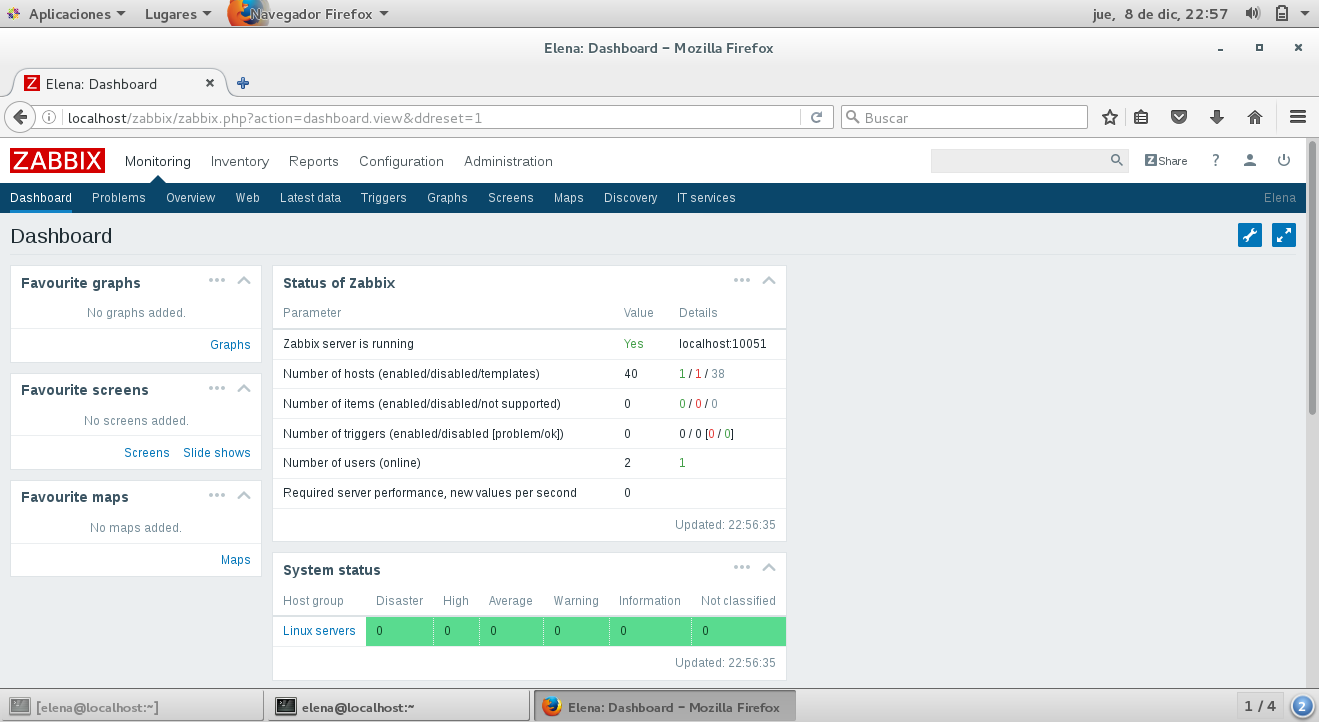 Aplicaciones Lugares Navegador Firefox jue, 8 de dic, 22:57
Elena: Dashboard – Mozilla Firefox
Z Elena: Dashboard
localhost/zabbix/zabbix.php?action=dashboard.view&ddreset=1 Buscar
ZABBIX Monitoring Inventory Reports Configuration Administration Z Share ?
Dashboard Problems Overview Web Latest data Triggers Graphs Screens Maps Discovery IT services Elena
Dashboard
Favourite graphs
No graphs added.
Graphs
Favourite screens
No screens added.
Screens Slide shows
Favourite maps
No maps added.
Maps
Status of Zabbix
Parameter Value Details
Zabbix server is running Yes localhost:10051
Number of hosts (enabled/disabled/templates) 40 1 / 1 / 38
Number of items (enabled/disabled/not supported) 0 0 / 0 / 0
Number of triggers (enabled/disabled [problem/ok]) 0 0 / 0 [0 / 0]
Number of users (online) 2 1
Required server performance, new values per second 0
Updated: 22:56:35
System status
Host group Disaster High Average Warning Information Not classified
Linux servers 0 0 0 0 0 0
Updated: 22:56:35
[elena@localhost:~] elena@localhost:~ Elena: Dashboard – Mozilla Firefox 1 / 4 2